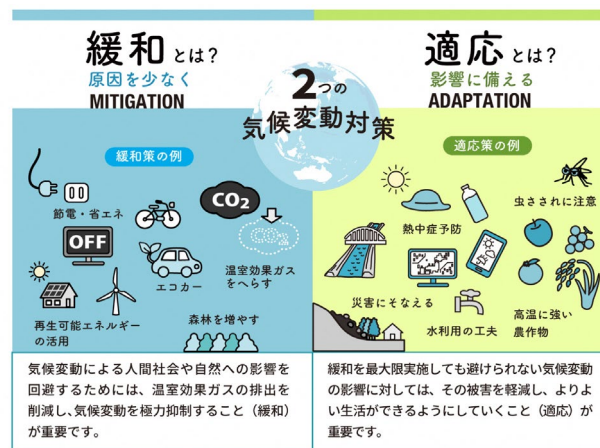 緩和とは?
原因を少なく
MITIGATION
2つの
気候変動対策
適応とは?
影響に備える
ADAPTATION
緩和策の例
節電・省エネ
CO2
OFF
エコカー
温室効果ガス
をへらす
再生可能エネルギー
の活用
森林を増やす
適応策の例
虫さされに注意
熱中症予防
災害にそなえる
水利用の工夫
高温に強い
農作物
気候変動による人間社会や自然への影響を
回避するためには、温室効果ガスの排出を
削減し、気候変動を極力抑制すること(緩和)
が重要です。
緩和を最大限実施しても避けられない気候変動
の影響に対しては、その被害を軽減し、よりよ
い生活ができるようにしていくこと(適応)が
重要です。